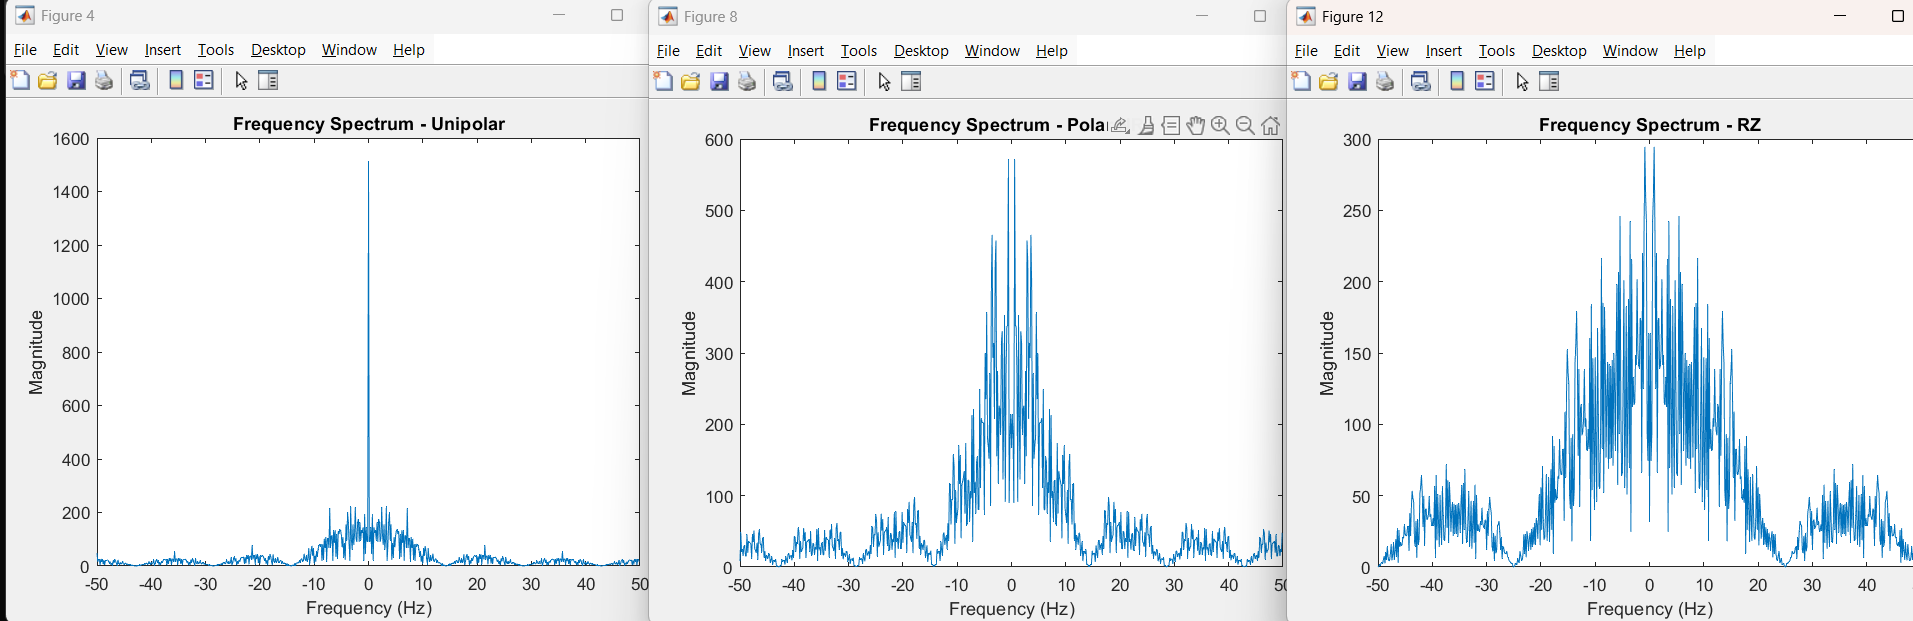 Figure 4
File Edit View Insert Tools Desktop Window Help
Frequency Spectrum - Unipolar
1600
1400
1200
1000
800
600
400
200
0
Magnitude
-50 -40 -30 -20 -10 0 10 20 30 40 50
Frequency (Hz)
Figure 8
File Edit View Insert Tools Desktop Window Help
Frequency Spectrum - Pola
600
500
400
300
200
100
0
Magnitude
-50 -40 -30 -20 -10 0 10 20 30 40 50
Frequency (Hz)
Figure 12
File Edit View Insert Tools Desktop Window Help
Frequency Spectrum - RZ
300
250
200
150
100
50
0
Magnitude
-50 -40 -30 -20 -10 0 10 20 30 40
Frequency (Hz)